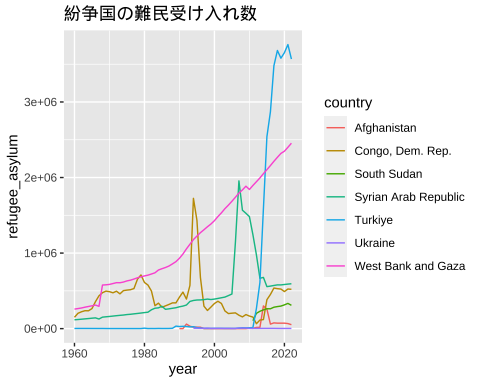 紛争国の難民受け入れ数
refugee_asylum
3e+06
2e+06
1e+06
0e+00
1960 1980 2000 2020
year
country
Afghanistan
Congo, Dem. Rep.
South Sudan
Syrian Arab Republic
Turkiye
Ukraine
West Bank and Gaza